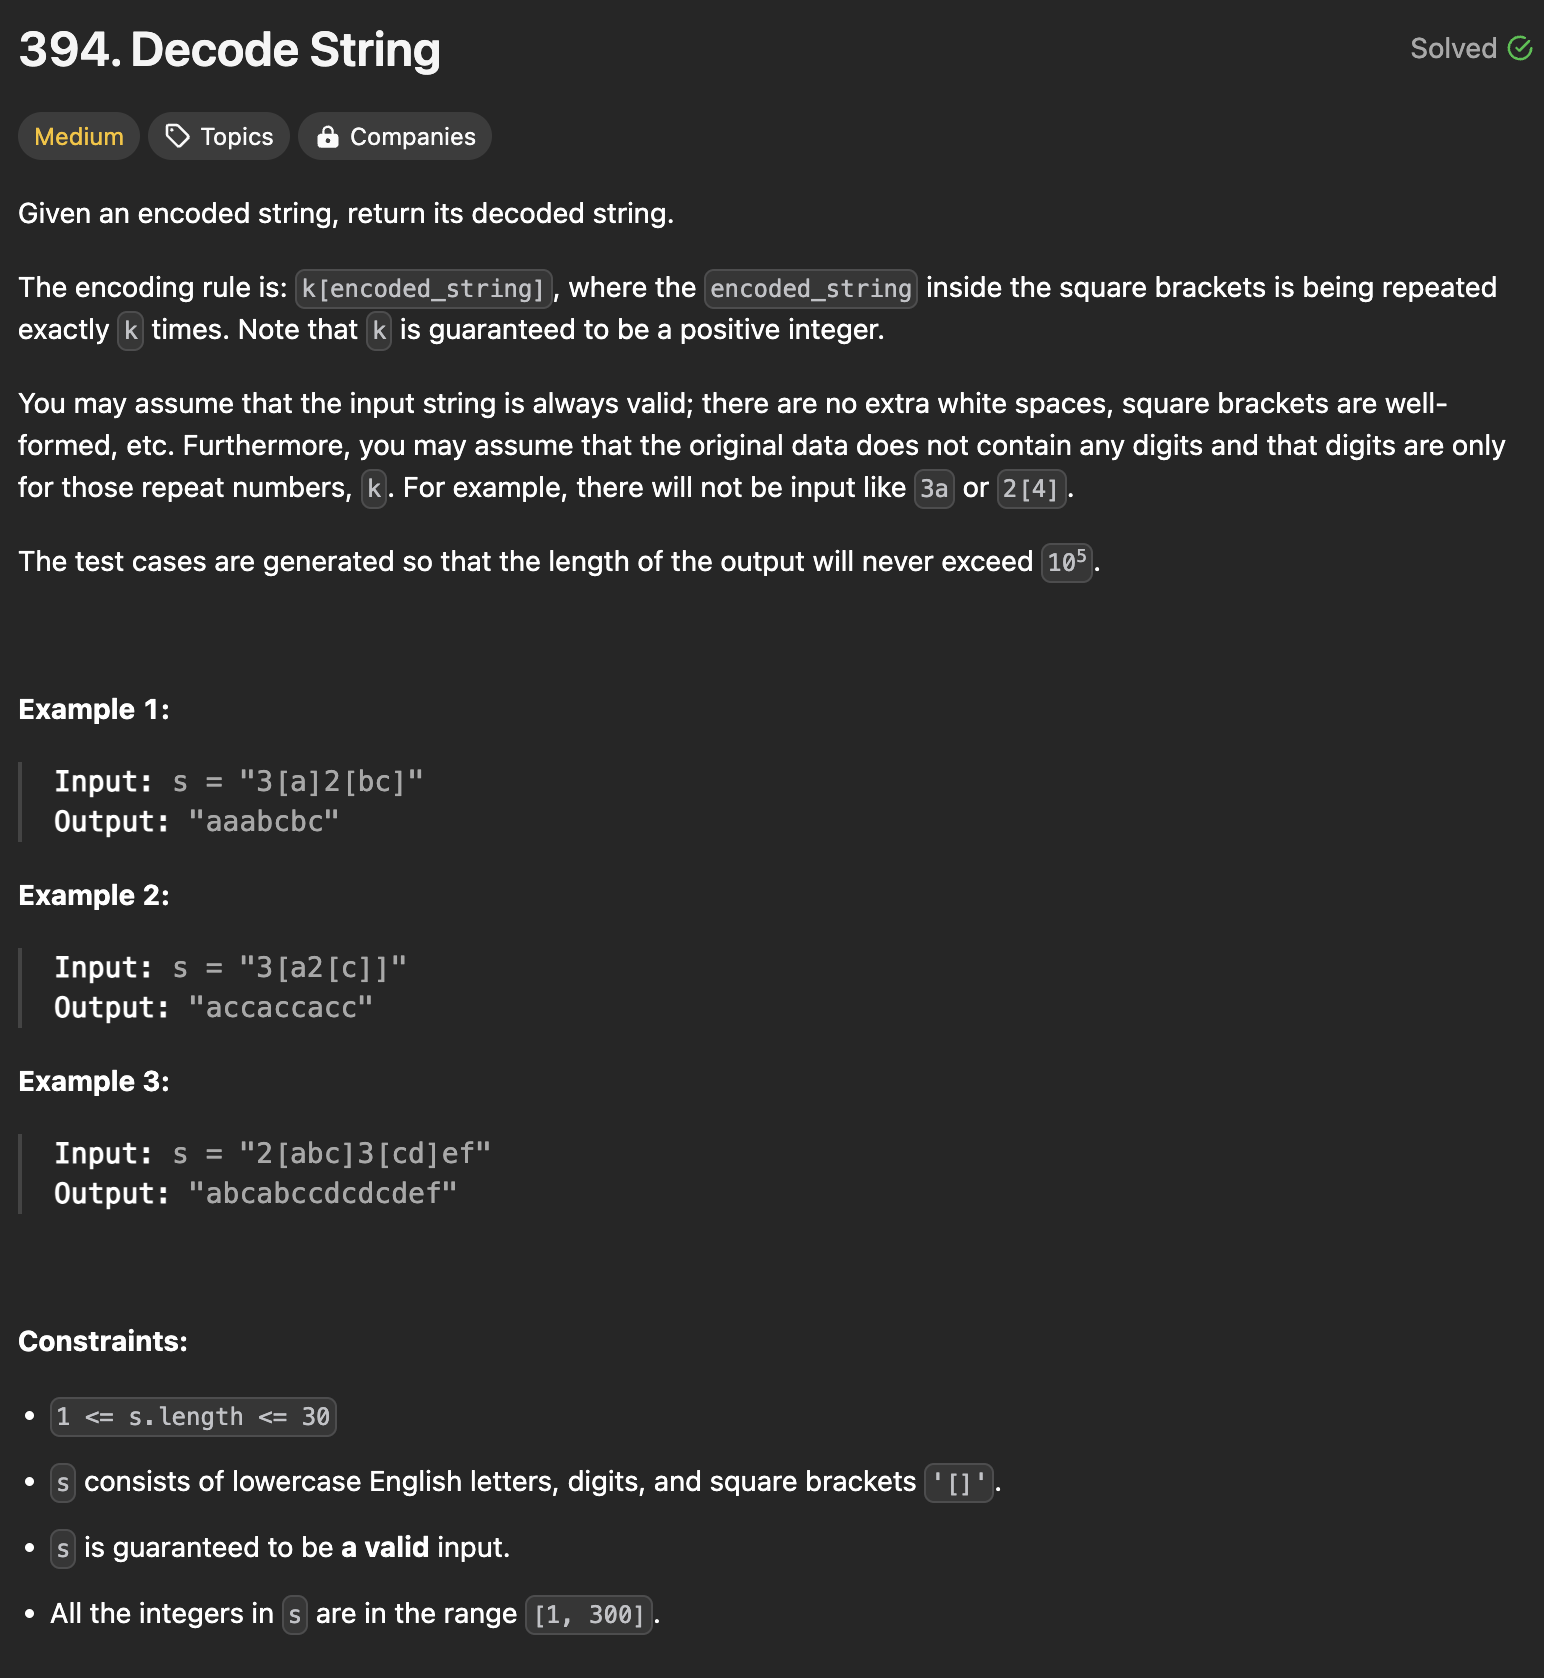 394. Decode String
Solved
Medium
Topics
Companies
Given an encoded string, return its decoded string.
The encoding rule is: k[encoded_string], where the encoded_string inside the square brackets is being repeated
exactly k times. Note that k is guaranteed to be a positive integer.
You may assume that the input string is always valid; there are no extra white spaces, square brackets are well-
formed, etc. Furthermore, you may assume that the original data does not contain any digits and that digits are only
for those repeat numbers, k. For example, there will not be input like 3a or 2[4].
The test cases are generated so that the length of the output will never exceed 10⁵.
Example 1:
Input: s = "3[a]2[bc]"
Output: "aaabcbc"
Example 2:
Input: s = "3[a2[c]]"
Output: "accaccacc"
Example 3:
Input: s = "2[abc]3[cd]ef"
Output: "abcabccdcdcdef"
Constraints:
• 1 <= s.length <= 30
• s consists of lowercase English letters, digits, and square brackets '[]'.
• s is guaranteed to be a valid input.
• All the integers in s are in the range [1, 300].